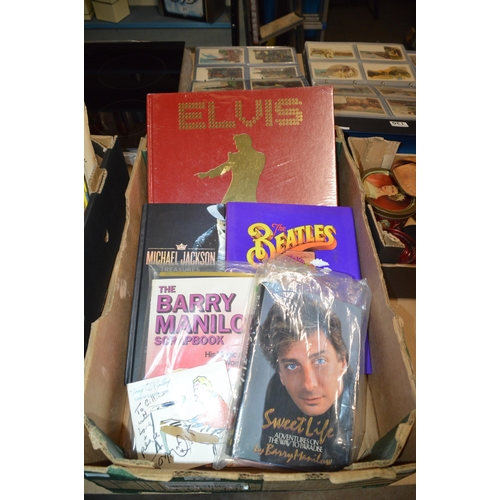 ELVIS
MICHAEL JACKSON
TREASURES
The
BEATLES
THE
BARRY
MANILO
SCRAPBOOK
Sweet Life
ADVENTURES ON
THE WAY TO PARADISE
by Barry Manilow